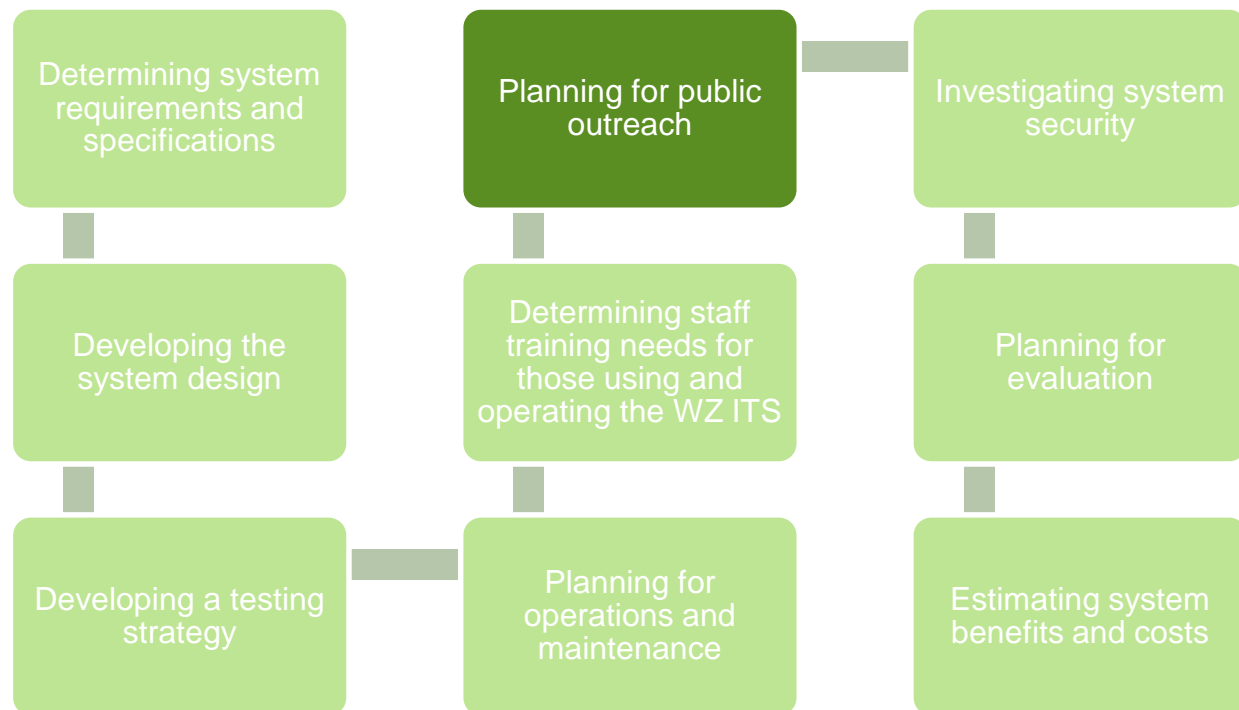 Determining system
requirements and
specifications
Developing the
system design
Developing a testing
strategy
Planning for
operations and
maintenance
Determining staff
training needs for
those using and
operating the WZ ITS
Planning for public
outreach
Investigating system
security
Planning for
evaluation
Estimating system
benefits and costs